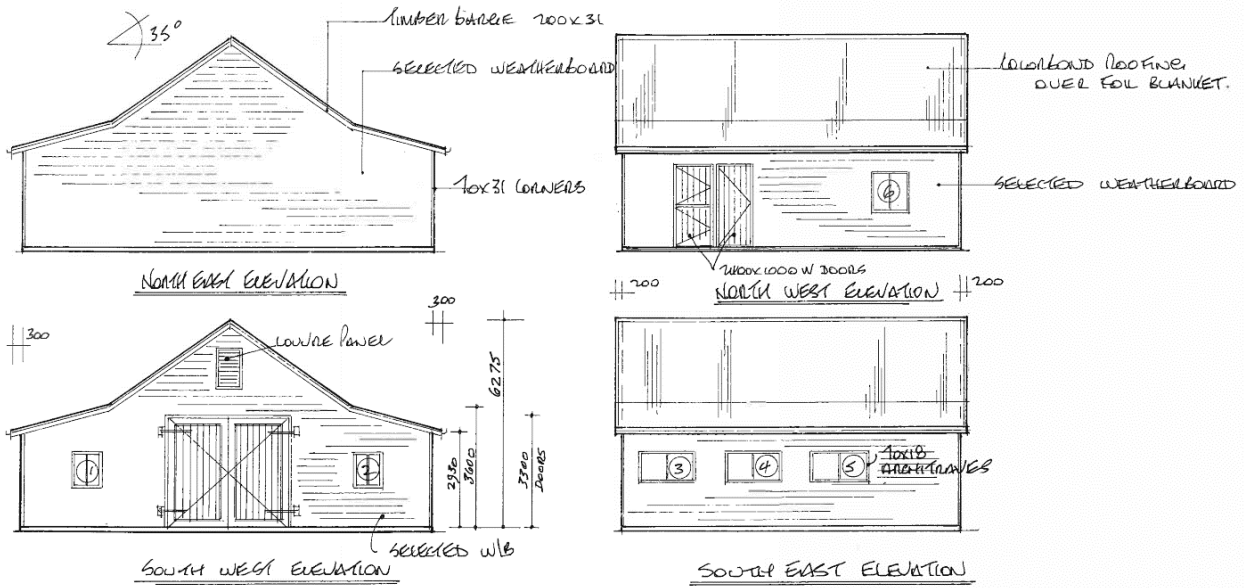 35°
TIMBER BARGE 200x31
SELECTED WEATHERBOARD
70x31 CORNERS
NORTH EAST ELEVATION
COLORBOND ROOFING
OVER FOIL BLANKET.
SELECTED WEATHERBOARD
6
2100x1000 W DOORS
200
NORTH WEST ELEVATION
200
300
300
LOUVRE PANEL
6275
2930
3600
3300
DOORS
1
2
SELECTED W/B
SOUTH WEST ELEVATION
3
4
5
70x18
ARCHITRAVES
SOUTH EAST ELEVATION